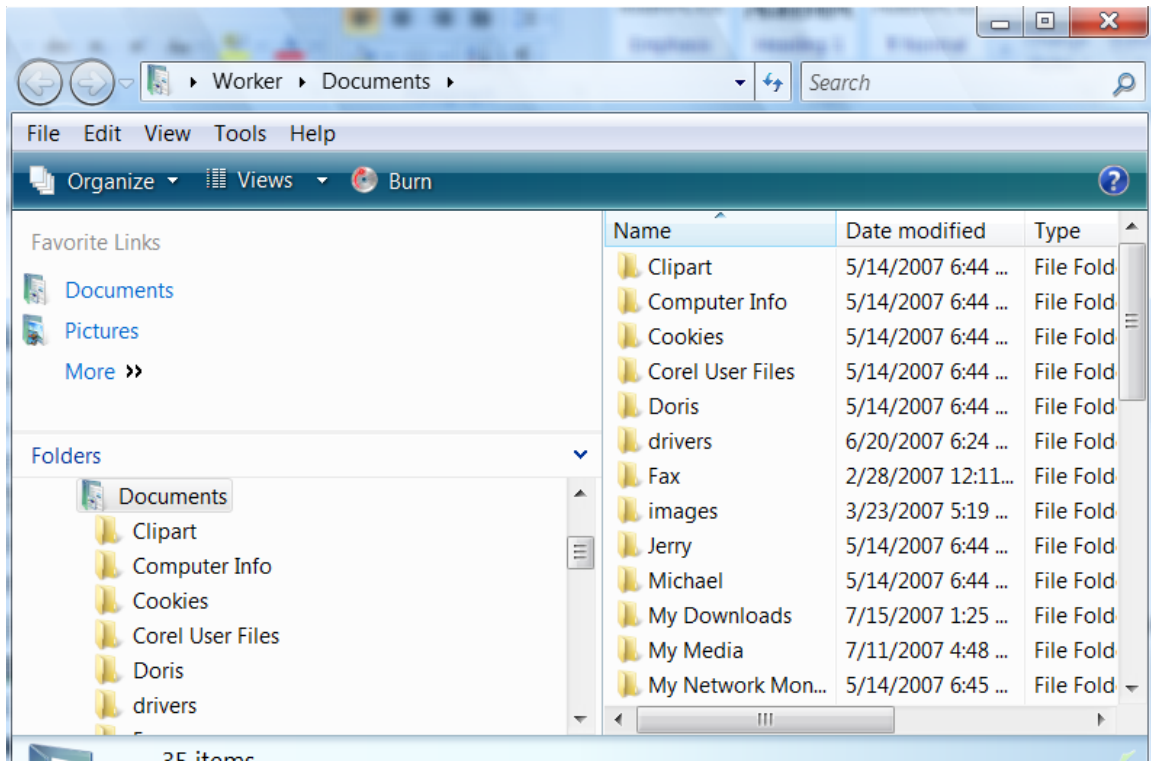 Emphasis Heading 1 ¶ Normal
Worker Documents Search
File Edit View Tools Help
Organize Views Burn
Favorite Links
Documents
Pictures
More »
Folders
Documents
Clipart
Computer Info
Cookies
Corel User Files
Doris
drivers
Name Date modified Type
Clipart 5/14/2007 6:44 ... File Fold
Computer Info 5/14/2007 6:44 ... File Fold
Cookies 5/14/2007 6:44 ... File Fold
Corel User Files 5/14/2007 6:44 ... File Fold
Doris 5/14/2007 6:44 ... File Fold
drivers 6/20/2007 6:24 ... File Fold
Fax 2/28/2007 12:11... File Fold
images 3/23/2007 5:19 ... File Fold
Jerry 5/14/2007 6:44 ... File Fold
Michael 5/14/2007 6:44 ... File Fold
My Downloads 7/15/2007 1:25 ... File Fold
My Media 7/11/2007 4:48 ... File Fold
My Network Mon... 5/14/2007 6:45 ... File Fold
35 items